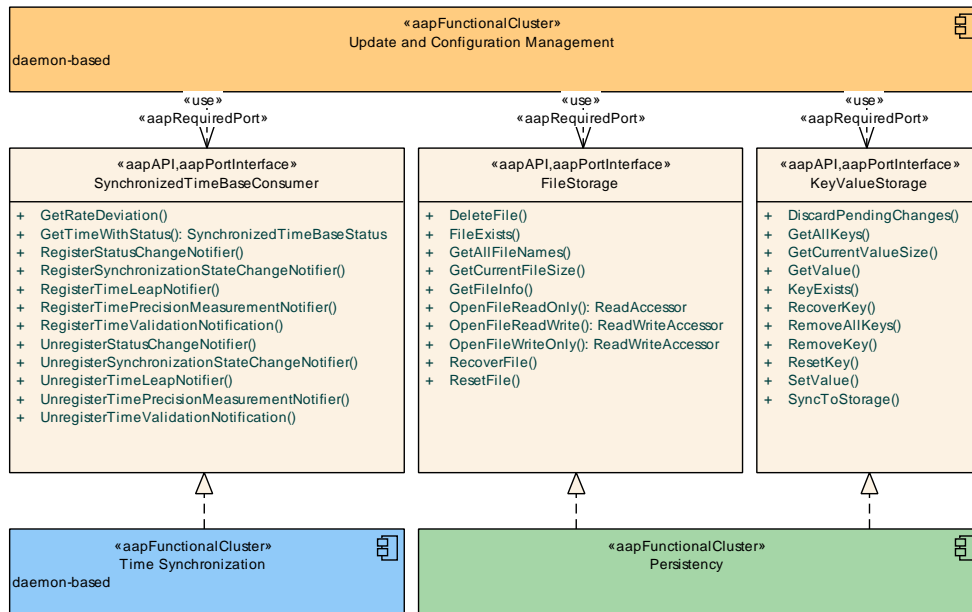 «aapFunctionalCluster»
Update and Configuration Management
daemon-based
«use»
«aapRequiredPort»
«use»
«aapRequiredPort»
«use»
«aapRequiredPort»
«aapAPI,aapPortInterface»
SynchronizedTimeBaseConsumer
+ GetRateDeviation()
+ GetTimeWithStatus(): SynchronizedTimeBaseStatus
+ RegisterStatusChangeNotifier()
+ RegisterSynchronizationStateChangeNotifier()
+ RegisterTimeLeapNotifier()
+ RegisterTimePrecisionMeasurementNotifier()
+ RegisterTimeValidationNotification()
+ UnregisterStatusChangeNotifier()
+ UnregisterSynchronizationStateChangeNotifier()
+ UnregisterTimeLeapNotifier()
+ UnregisterTimePrecisionMeasurementNotifier()
+ UnregisterTimeValidationNotification()
«aapAPI,aapPortInterface»
FileStorage
+ DeleteFile()
+ FileExists()
+ GetAllFileNames()
+ GetCurrentFileSize()
+ GetFileInfo()
+ OpenFileReadOnly(): ReadAccessor
+ OpenFileReadWrite(): ReadWriteAccessor
+ OpenFileWriteOnly(): ReadWriteAccessor
+ RecoverFile()
+ ResetFile()
«aapAPI,aapPortInterface»
KeyValueStorage
+ DiscardPendingChanges()
+ GetAllKeys()
+ GetCurrentValueSize()
+ GetValue()
+ KeyExists()
+ RecoverKey()
+ RemoveAllKeys()
+ RemoveKey()
+ ResetKey()
+ SetValue()
+ SyncToStorage()
«aapFunctionalCluster»
Time Synchronization
daemon-based
«aapFunctionalCluster»
Persistency